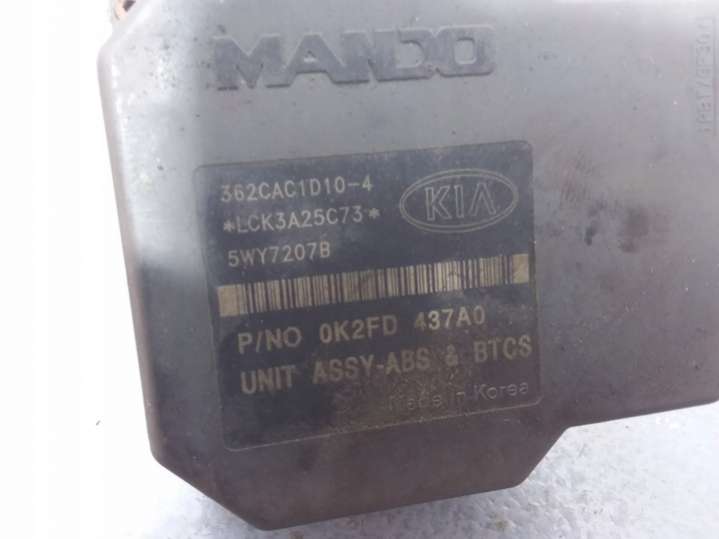 MANDO
362CAC1D10-4
*LCK3A25C73*
KIA
5WY7207B
P/NO 0K2FD 437A0
UNIT ASSY-ABS & BTCS
Made in Korea